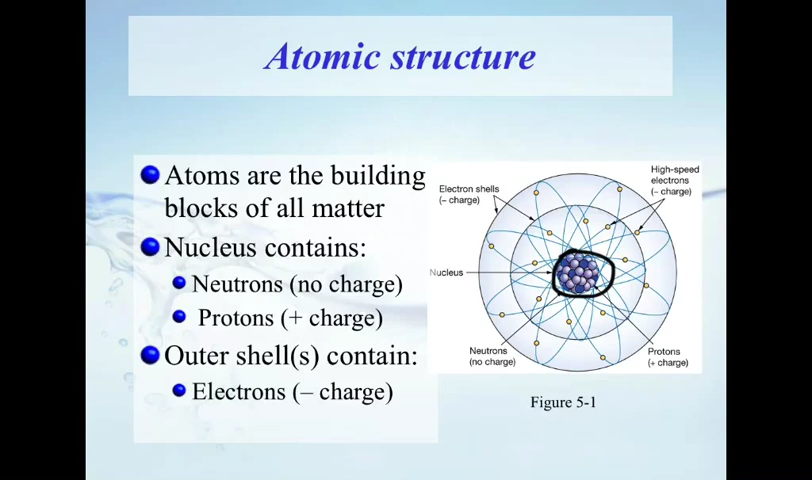 Atomic structure
Atoms are the building
blocks of all matter
Nucleus contains:
Neutrons (no charge)
Protons (+ charge)
Outer shell(s) contain:
Electrons (– charge)
High-speed
electrons
(– charge)
Electron shells
(– charge)
Nucleus
Neutrons
(no charge)
Protons
(+ charge)
Figure 5-1